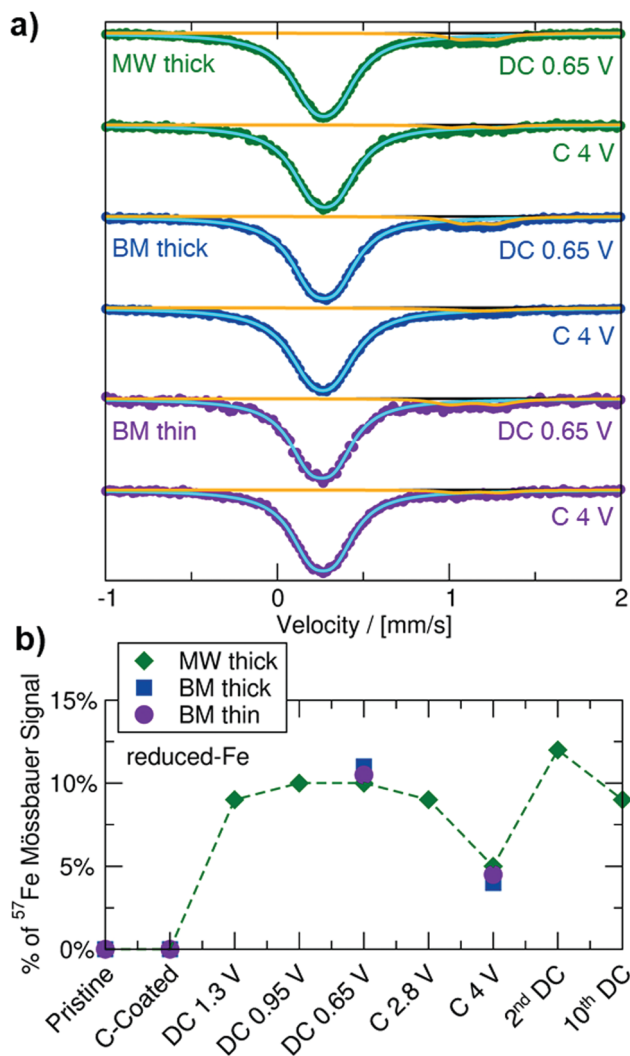 a)
MW thick
DC 0.65 V
C 4 V
BM thick
DC 0.65 V
C 4 V
BM thin
DC 0.65 V
C 4 V
-1
0
1
2
Velocity / [mm/s]
b)
MW thick
BM thick
BM thin
15%
10%
5%
0%
reduced-Fe
% of ⁵⁷Fe Mössbauer Signal
Pristine
C-Coated
DC 1.3 V
DC 0.95 V
DC 0.65 V
C 2.8 V
C 4 V
2ⁿᵈ DC
10ᵗʰ DC